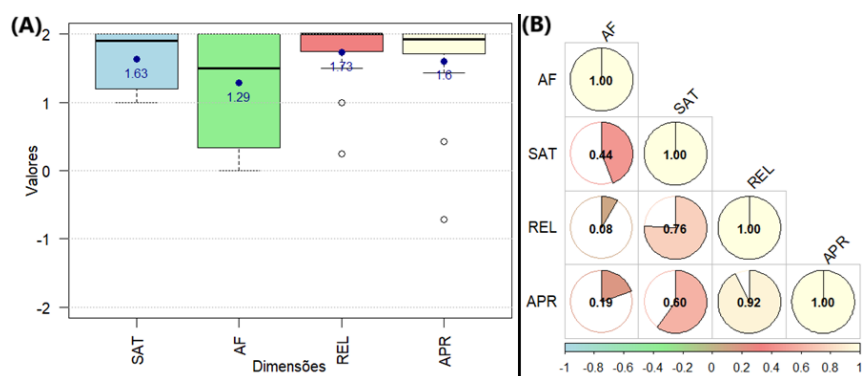 (A)
2
1
0
-1
-2
Valores
1.63
1.29
1.73
1.6
SAT
AF
REL
APR
Dimensões
(B)
AF
AF
1.00
SAT
SAT
0.44
1.00
REL
REL
0.08
0.76
1.00
APR
APR
0.19
0.60
0.92
1.00
-1 -0.8 -0.6 -0.4 -0.2 0 0.2 0.4 0.6 0.8 1